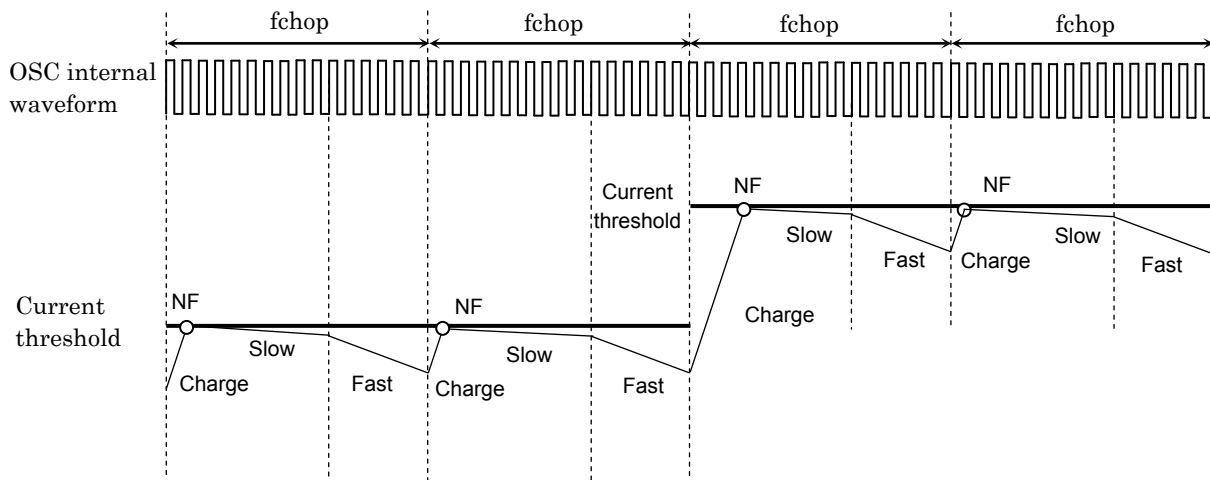 fchop
fchop
fchop
fchop
OSC internal
waveform
Current
threshold
NF
NF
Slow
Fast
Charge
Slow
Fast
Charge
Current
threshold
NF
NF
Slow
Slow
Charge
Fast
Charge
Fast